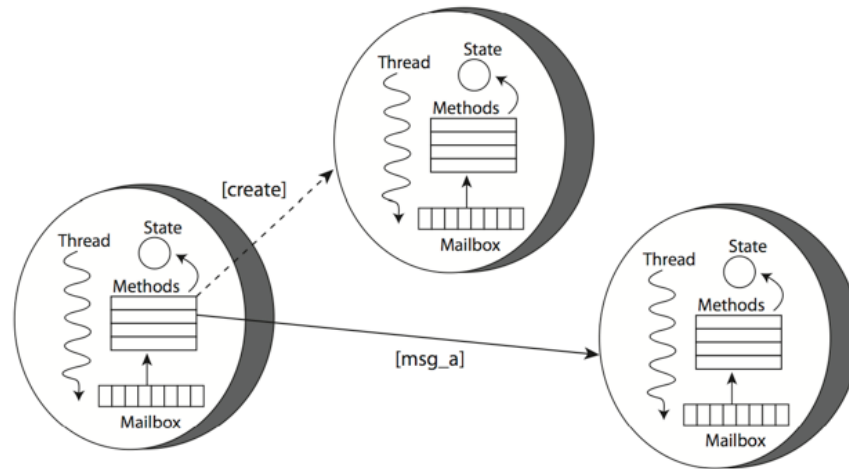 State
Thread
Methods
[create]
Mailbox
State
Thread
Methods
[msg_a]
Mailbox
State
Thread
Methods
Mailbox